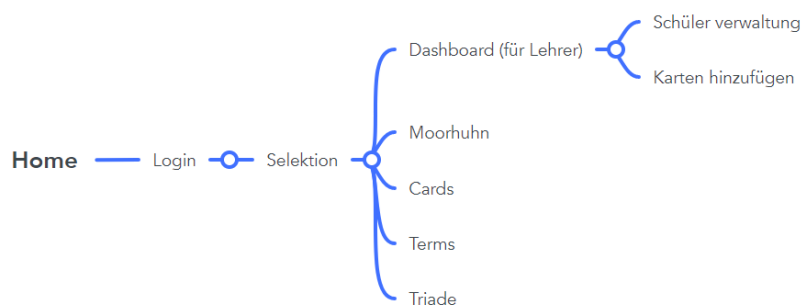 Home
Login
Selektion
Dashboard (für Lehrer)
Schüler verwaltung
Karten hinzufügen
Moorhuhn
Cards
Terms
Triade